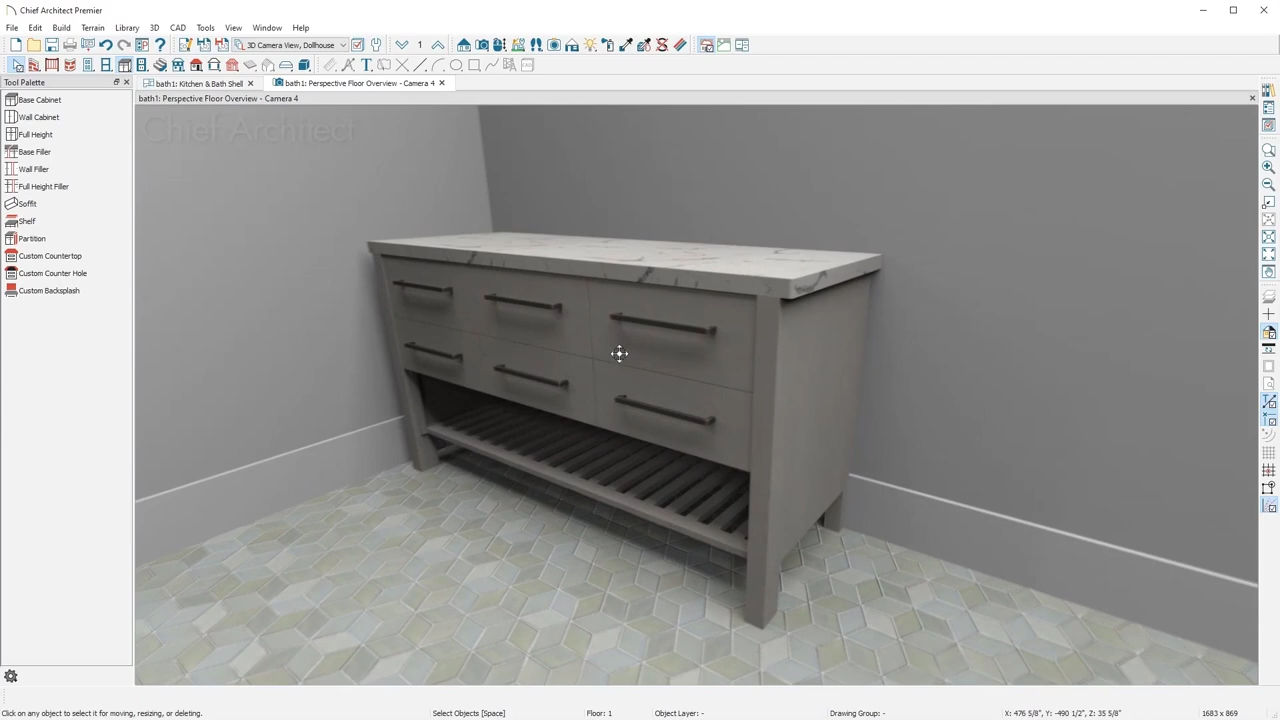 Chief Architect Premier
File Edit Build Terrain Library 3D CAD Tools View Window Help
3D Camera View, Dollhouse
1
Tool Palette
bath1: Kitchen & Bath Shell
bath1: Perspective Floor Overview - Camera 4
bath1: Perspective Floor Overview - Camera 4
Base Cabinet
Wall Cabinet
Full Height
Base Filler
Wall Filler
Full Height Filler
Soffit
Shelf
Partition
Custom Countertop
Custom Counter Hole
Custom Backsplash
Chief Architect
Click on any object to select it for moving, resizing, or deleting.
Select Objects [Space]
Floor: 1
Object Layer: -
Drawing Group: -
X: 476 5/8", Y: -490 1/2", Z: 35 5/8"
1683 x 869